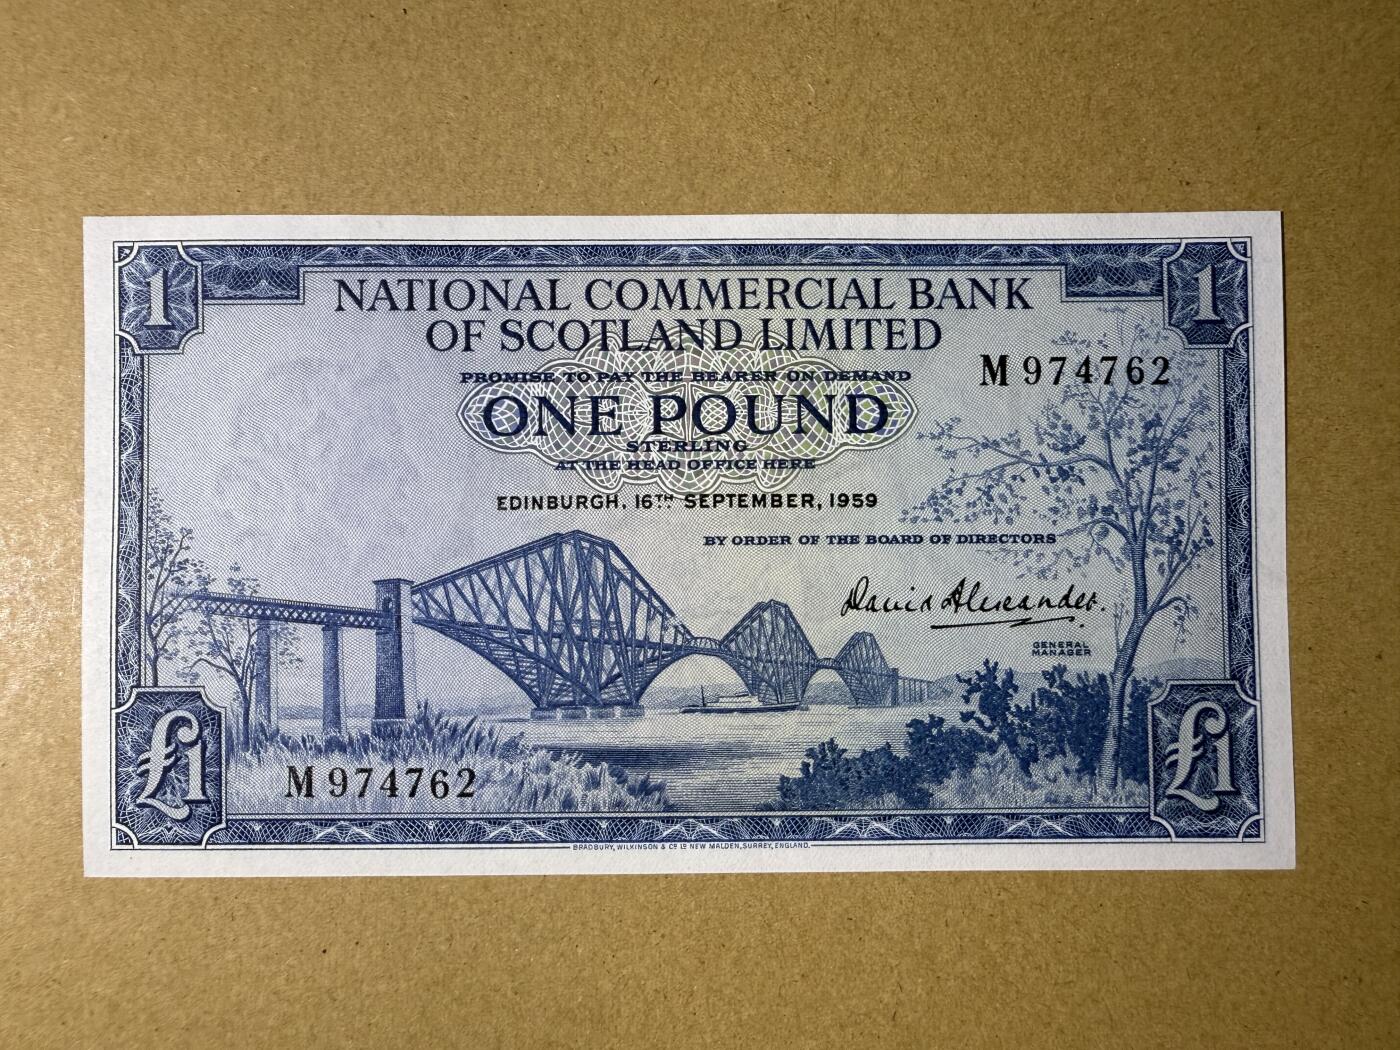 1
1
NATIONAL COMMERCIAL BANK
OF SCOTLAND LIMITED
PROMISE TO PAY THE BEARER ON DEMAND
M 974762
ONE POUND
STERLING
AT THE HEAD OFFICE HERE
EDINBURGH. 16TH SEPTEMBER, 1959
BY ORDER OF THE BOARD OF DIRECTORS
David Alexander.
GENERAL
MANAGER
£1
£1
M 974762
BRADBURY, WILKINSON & Co. Ld. NEW MALDEN, SURREY, ENGLAND.